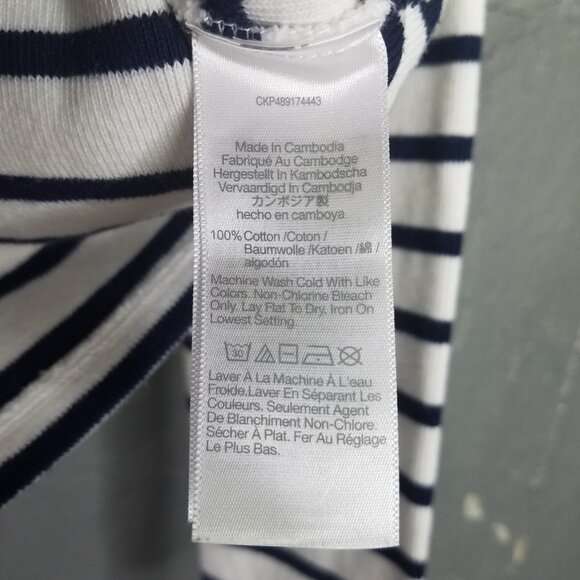 CKP489174443
Made In Cambodia
Fabriqué Au Cambodge
Hergestellt In Kambodscha
Vervaardigd In Cambodja
カンボジア製
hecho en camboya
100% Cotton /Coton /
Baumwolle /Katoen /綿 /
algodón
Machine Wash Cold With Like
Colors. Non-Chlorine Bleach
Only. Lay Flat To Dry. Iron On
Lowest Setting.
30
Laver À La Machine À L'eau
Froide.Laver En Séparant Les
Couleurs. Seulement Agent
De Blanchiment Non-Chlore.
Sécher À Plat. Fer Au Réglage
Le Plus Bas.